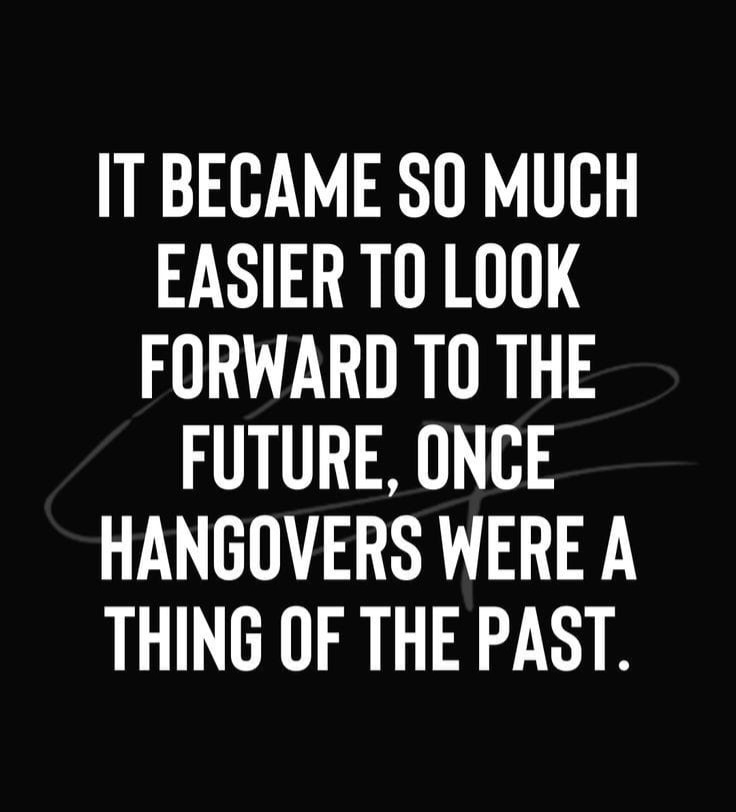 IT BECAME SO MUCH
EASIER TO LOOK
FORWARD TO THE
FUTURE, ONCE
HANGOVERS WERE A
THING OF THE PAST.